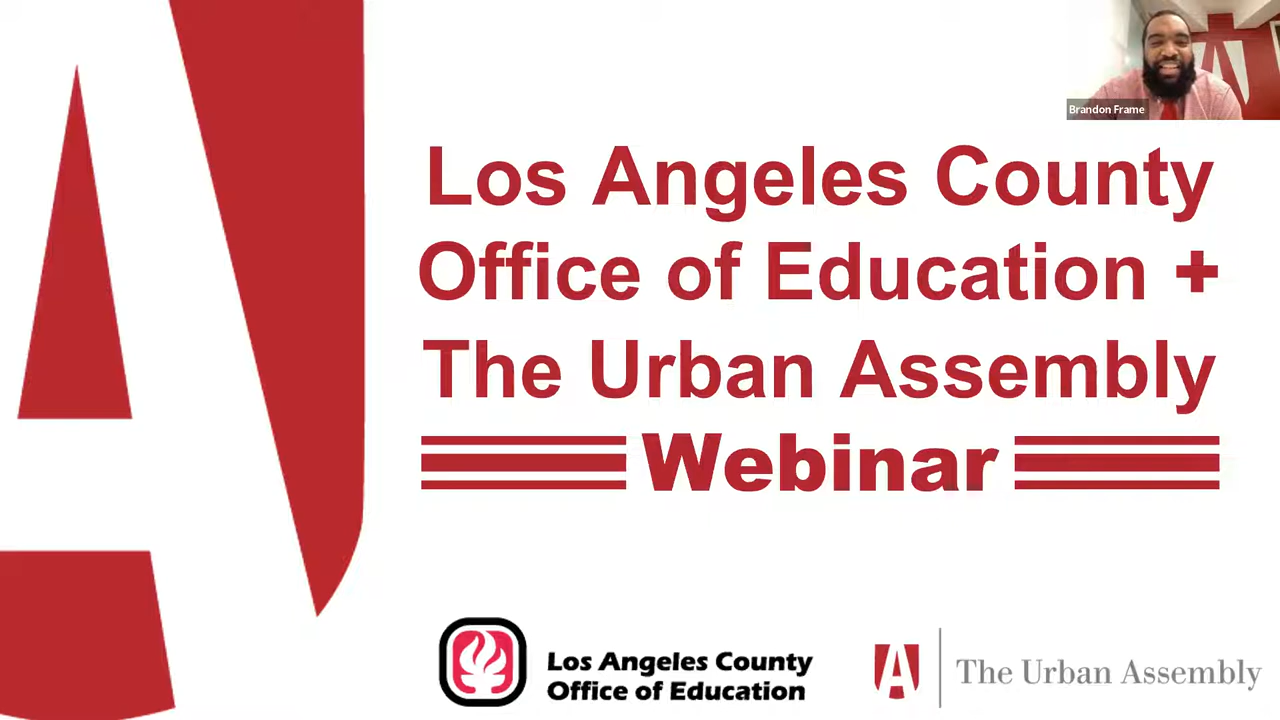 Brandon Frame
Los Angeles County
Office of Education +
The Urban Assembly
Webinar
Los Angeles County
Office of Education
A
The Urban Assembly